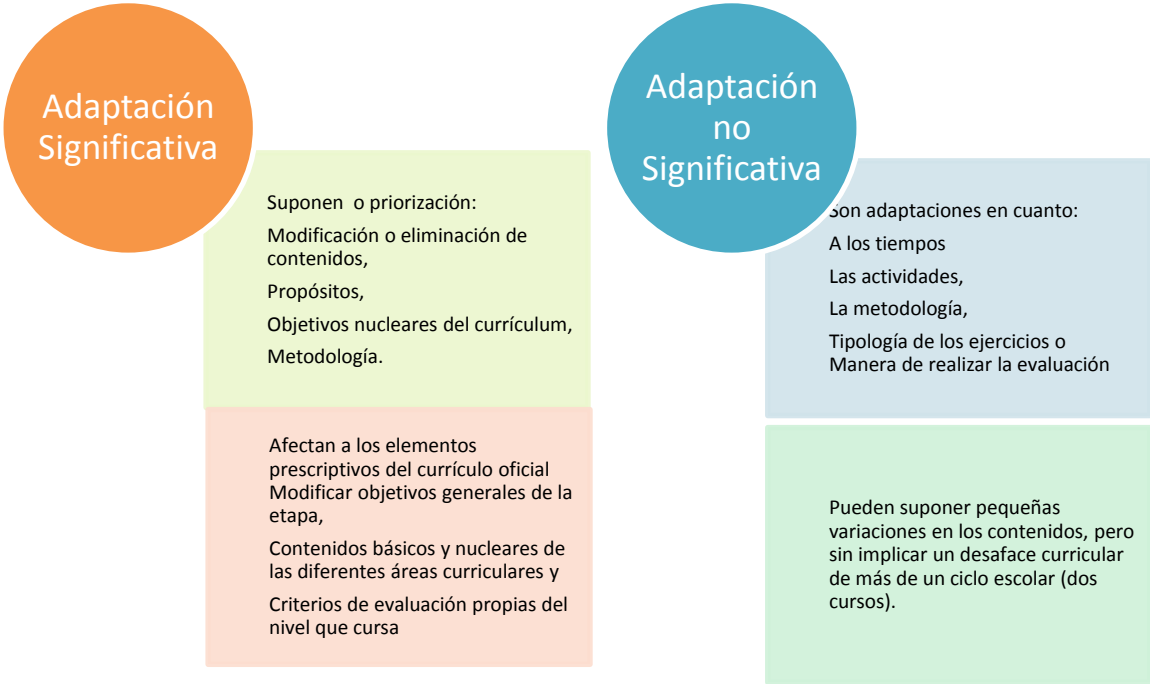 Adaptación
Significativa
Suponen o priorización:
Modificación o eliminación de
contenidos,
Propósitos,
Objetivos nucleares del currículum,
Metodología.
Afectan a los elementos
prescriptivos del currículo oficial
Modificar objetivos generales de la
etapa,
Contenidos básicos y nucleares de
las diferentes áreas curriculares y
Criterios de evaluación propias del
nivel que cursa
Adaptación
no
Significativa
Son adaptaciones en cuanto:
A los tiempos
Las actividades,
La metodología,
Tipología de los ejercicios o
Manera de realizar la evaluación
Pueden suponer pequeñas
variaciones en los contenidos, pero
sin implicar un desaface curricular
de más de un ciclo escolar (dos
cursos).